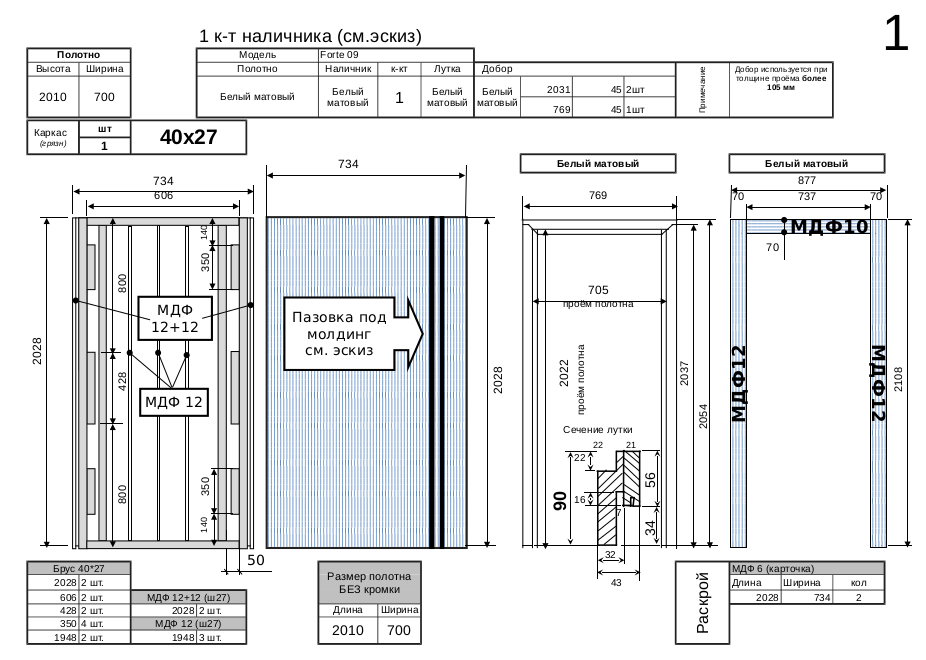 1
1 к-т наличника (см.эскиз)
Полотно
Высота Ширина
2010 700
Модель Forte 09
Полотно Наличник к-кт Лутка Добор
Белый матовый Белый матовый 1 Белый матовый Белый матовый
2031 45 2шт
769 45 1шт
Примечание
Добор используется при
толщине проёма более
105 мм
Каркас
(грязн)
шт
1
40х27
734
606
140
350
800
428
800
350
140
2028
МДФ
12+12
МДФ 12
50
734
Пазовка под
молдинг
см. эскиз
2028
Белый матовый
769
705
проём полотна
2022
проём полотна
2037
2054
Сечение лутки
22 21
22
16
7
90
56
34
32
43
Белый матовый
877
70 737 70
МДФ10
70
МДФ12
МДФ12
2108
Брус 40*27
2028 2 шт.
606 2 шт.
428 2 шт.
350 4 шт.
1948 2 шт.
МДФ 12+12 (ш27)
2028 2 шт.
МДФ 12 (ш27)
1948 3 шт.
Размер полотна
БЕЗ кромки
Длина Ширина
2010 700
Раскрой
МДФ 6 (карточка)
Длина Ширина кол
2028 734 2